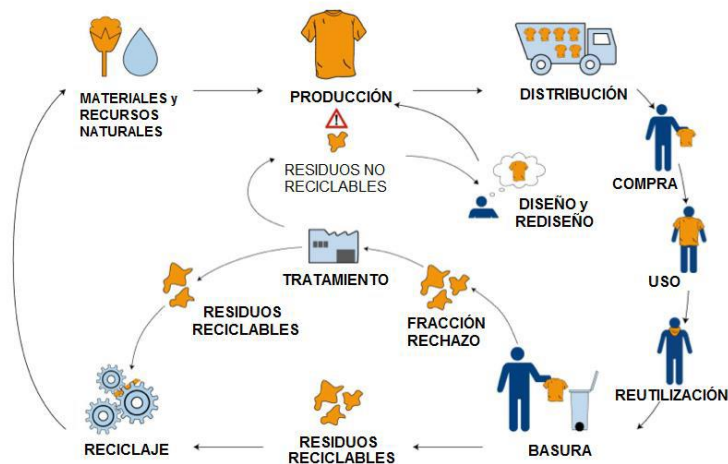 MATERIALES y
RECURSOS
NATURALES
PRODUCCIÓN
DISTRIBUCIÓN
COMPRA
RESIDUOS NO
RECICLABLES
DISEÑO y
REDISEÑO
USO
TRATAMIENTO
RESIDUOS
RECICLABLES
FRACCIÓN
RECHAZO
REUTILIZACIÓN
RECICLAJE
RESIDUOS
RECICLABLES
BASURA